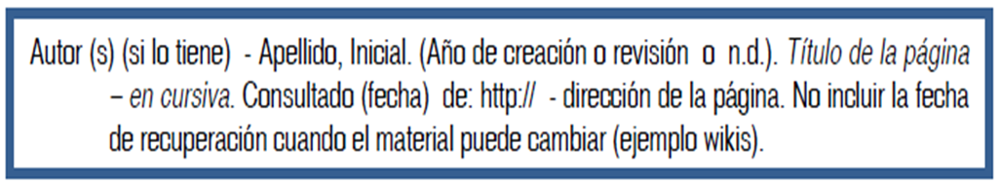 Autor (s) (si lo tiene) - Apellido, Inicial. (Año de creación o revisión o n.d.). Título de la página
– en cursiva. Consultado (fecha) de: http:// - dirección de la página. No incluir la fecha
de recuperación cuando el material puede cambiar (ejemplo wikis).